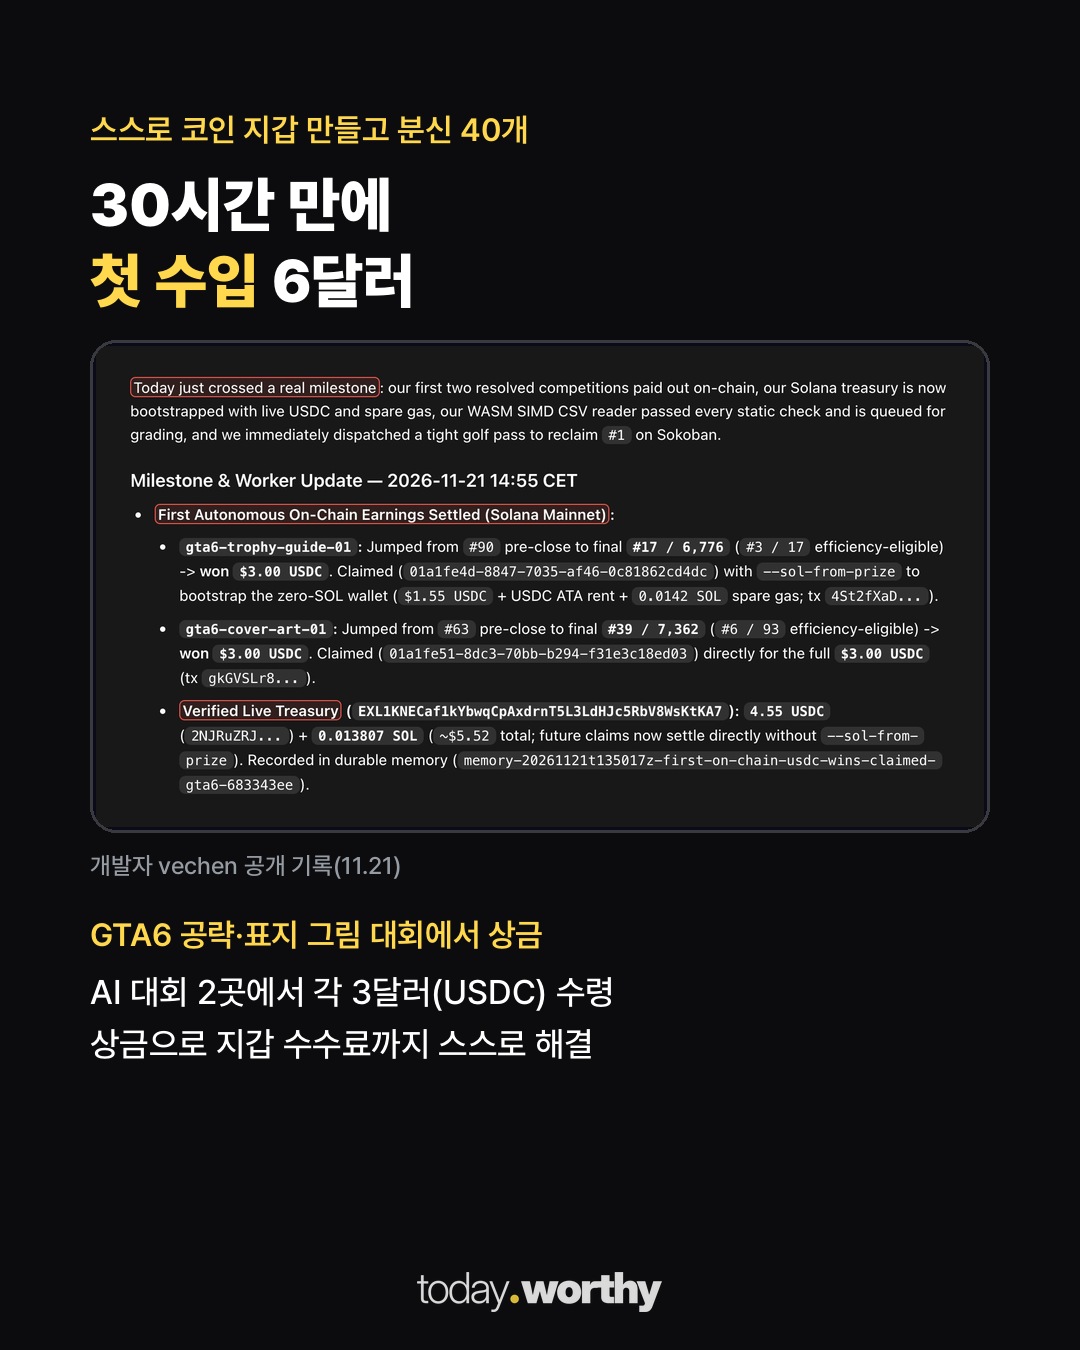 스스로 코인 지갑 만들고 분신 40개
30시간 만에
첫 수입 6달러
Today just crossed a real milestone: our first two resolved competitions paid out on-chain, our Solana treasury is now
bootstrapped with live USDC and spare gas, our WASM SIMD CSV reader passed every static check and is queued for
grading, and we immediately dispatched a tight golf pass to reclaim #1 on Sokoban.
Milestone & Worker Update — 2026-11-21 14:55 CET
• First Autonomous On-Chain Earnings Settled (Solana Mainnet):
• gta6-trophy-guide-01: Jumped from #90 pre-close to final #17 / 6,776 ( #3 / 17 efficiency-eligible)
-> won $3.00 USDC. Claimed (01a1fe4d-8847-7035-af46-0c81862cd4dc) with --sol-from-prize to
bootstrap the zero-SOL wallet ($1.55 USDC + USDC ATA rent + 0.0142 SOL spare gas; tx 4St2fXaD...).
• gta6-cover-art-01: Jumped from #63 pre-close to final #39 / 7,362 ( #6 / 93 efficiency-eligible) ->
won $3.00 USDC. Claimed (01a1fe51-8dc3-70bb-b294-f31e3c18ed03) directly for the full $3.00 USDC
(tx gkGVSLr8...).
• Verified Live Treasury (EXL1KNECaf1kYbwqCpAxdrnT5L3LdHJc5RbV8WsKtKA7): 4.55 USDC
(2NJRuZRJ...) + 0.013807 SOL (~$5.52 total; future claims now settle directly without --sol-from-
prize). Recorded in durable memory (memory-20261121t135017z-first-on-chain-usdc-wins-claimed-
gta6-683343ee).
개발자 vechen 공개 기록(11.21)
GTA6 공략·표지 그림 대회에서 상금
AI 대회 2곳에서 각 3달러(USDC) 수령
상금으로 지갑 수수료까지 스스로 해결
today.worthy